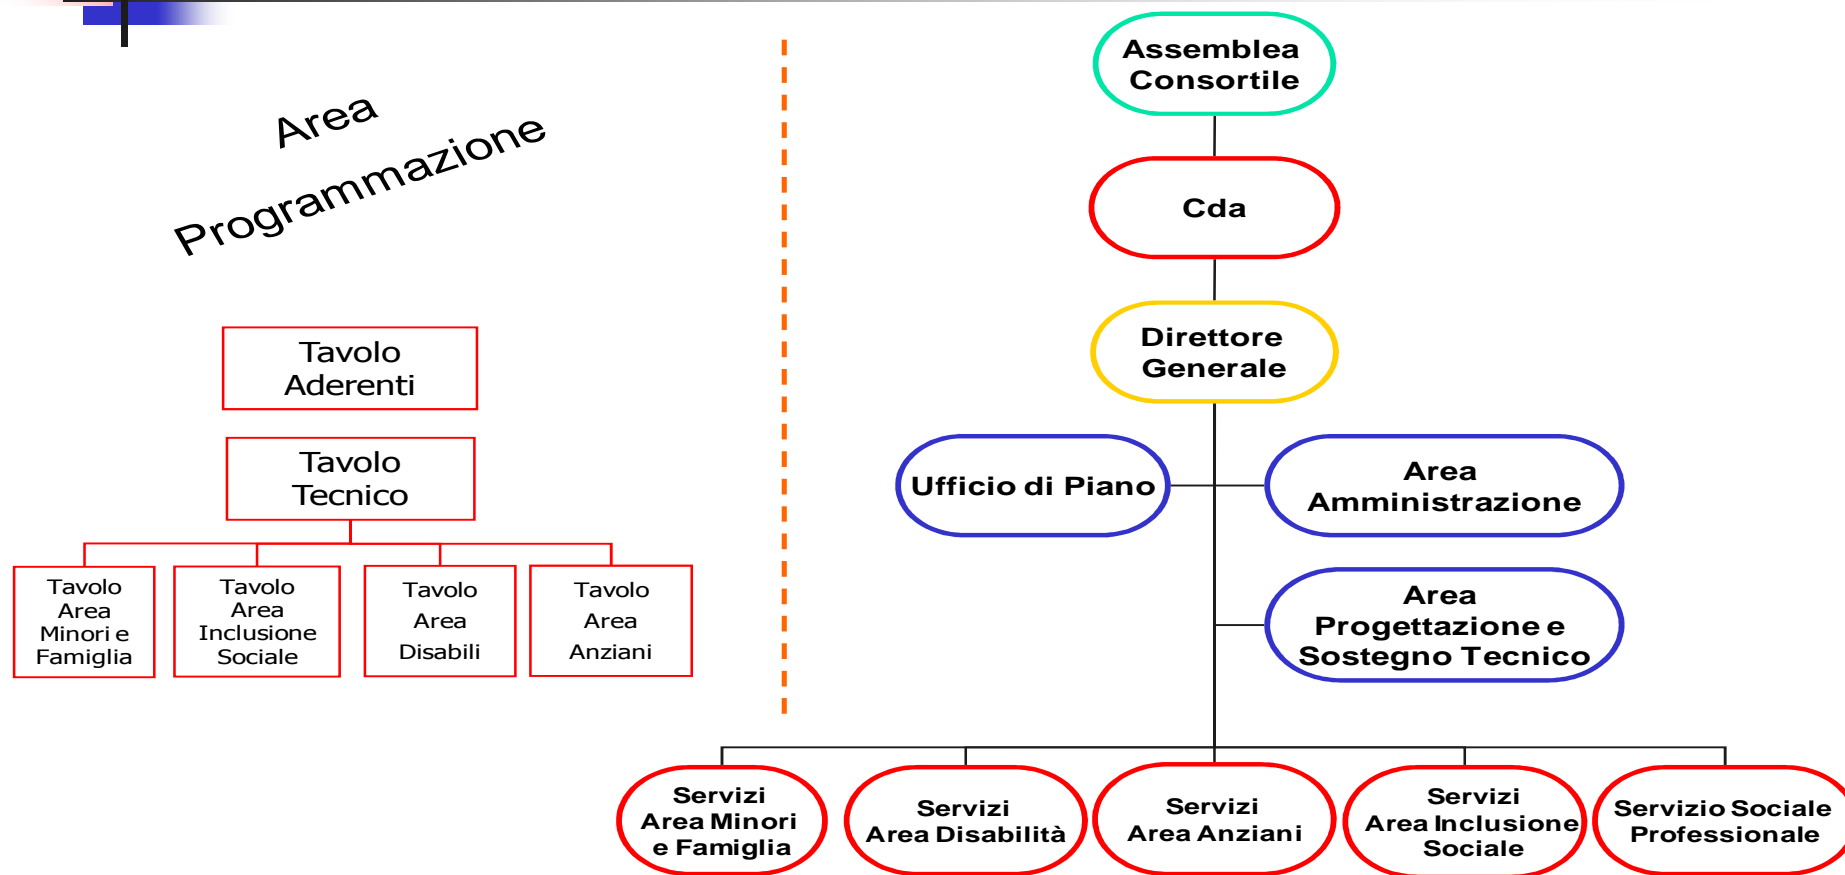 Area
Programmazione
Tavolo
Aderenti
Tavolo
Tecnico
Tavolo
Area
Minori e
Famiglia
Tavolo
Area
Inclusione
Sociale
Tavolo
Area
Disabili
Tavolo
Area
Anziani
Assemblea
Consortile
Cda
Direttore
Generale
Ufficio di Piano
Area
Amministrazione
Area
Progettazione e
Sostegno Tecnico
Servizi
Area Minori
e Famiglia
Servizi
Area Disabilità
Servizi
Area Anziani
Servizi
Area Inclusione
Sociale
Servizio Sociale
Professionale